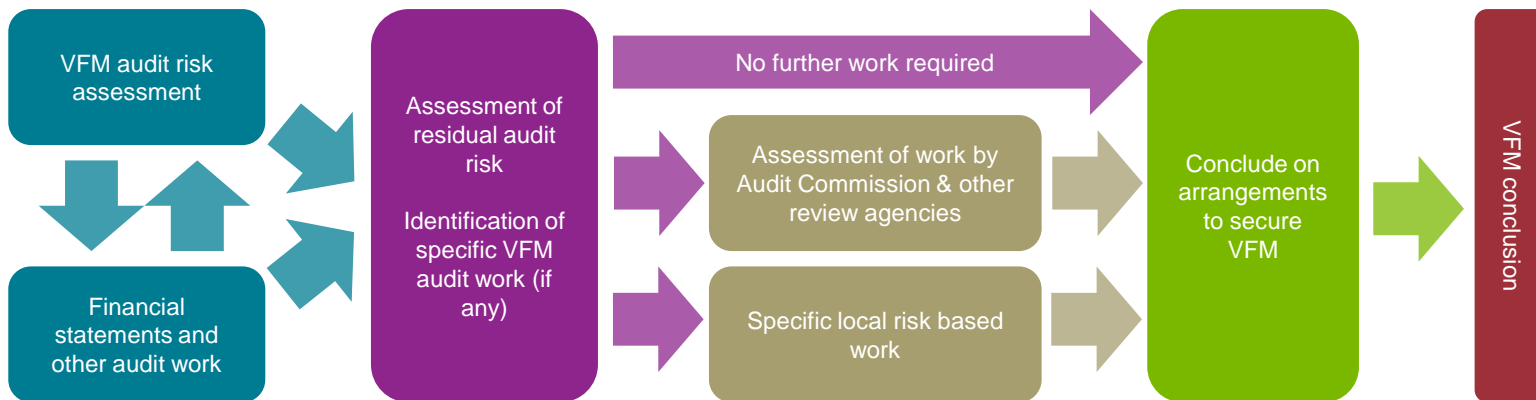 VFM audit risk
assessment
Financial
statements and
other audit work
Assessment of
residual audit
risk
Identification of
specific VFM
audit work (if
any)
No further work required
Assessment of work by
Audit Commission & other
review agencies
Specific local risk based
work
Conclude on
arrangements
to secure
VFM
VFM conclusion